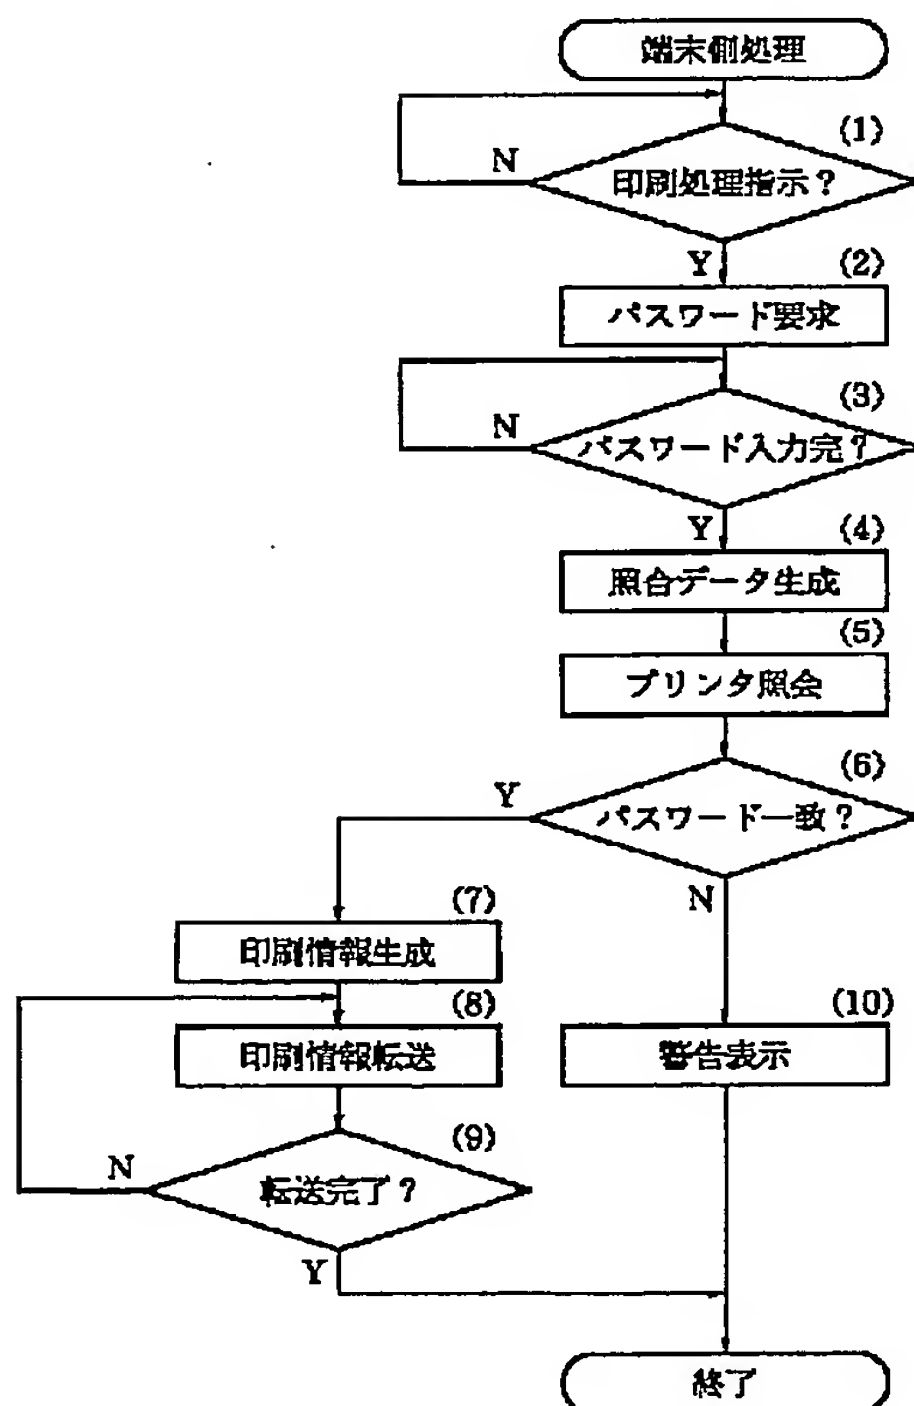 端末側処理
(1)
N
印刷処理指示?
Y
(2)
パスワード要求
(3)
N
パスワード入力完?
Y
(4)
照合データ生成
(5)
プリンタ照会
(6)
Y
パスワード一致?
N
(7)
印刷情報生成
(8)
印刷情報転送
(10)
警告表示
(9)
N
転送完了?
Y
終了